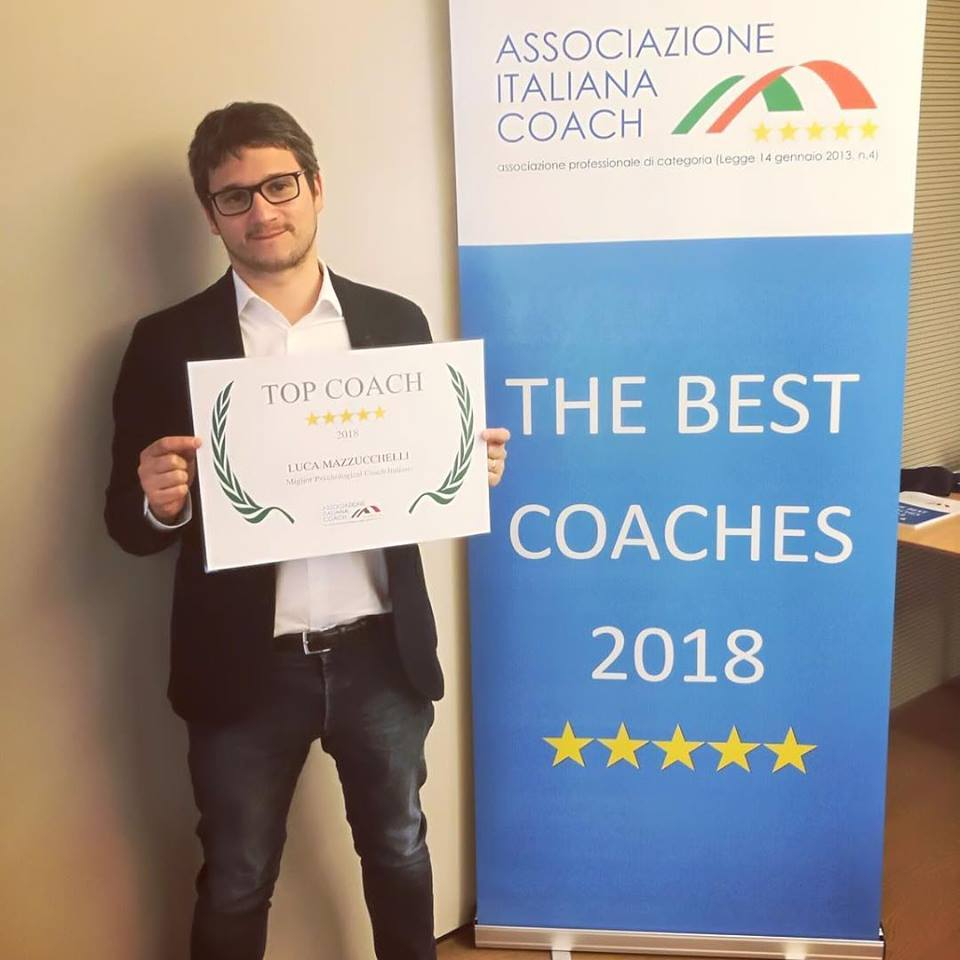 ASSOCIAZIONE
ITALIANA
COACH
associazione professionale di categoria (Legge 14 gennaio 2013. n.4)
THE BEST
COACHES
2018
TOP COACH
2018
LUCA MAZZUCCHELLI
Miglior Psychological Coach Italiano
ASSOCIAZIONE
ITALIANA
COACH